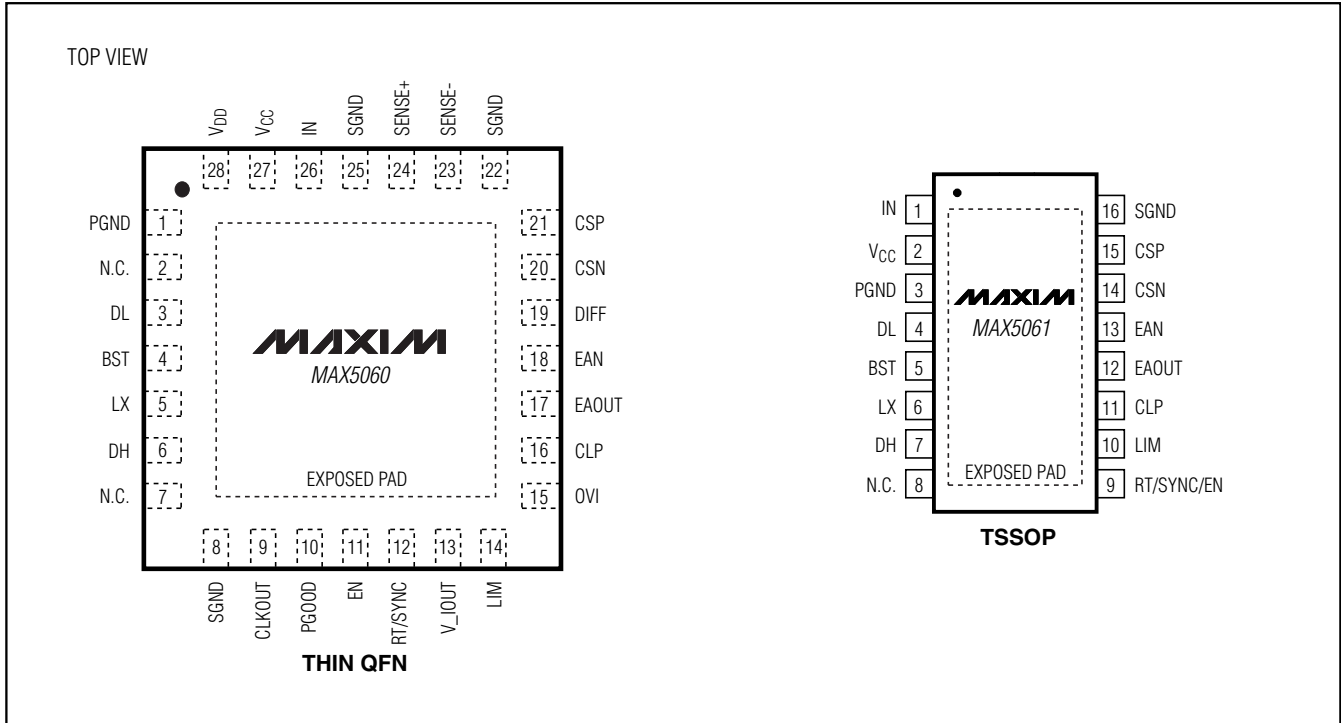 TOP VIEW
VDD
VCC
IN
SGND
SENSE+
SENSE-
SGND
28
27
26
25
24
23
22
PGND 1
N.C. 2
DL 3
BST 4
LX 5
DH 6
N.C. 7
21 CSP
20 CSN
19 DIFF
18 EAN
17 EAOUT
16 CLP
15 OVI
MAXIM
MAX5060
EXPOSED PAD
8
9
10
11
12
13
14
SGND
CLKOUT
PGOOD
EN
RT/SYNC
V_IOUT
LIM
THIN QFN
IN 1
VCC 2
PGND 3
DL 4
BST 5
LX 6
DH 7
N.C. 8
MAXIM
MAX5061
EXPOSED PAD
16 SGND
15 CSP
14 CSN
13 EAN
12 EAOUT
11 CLP
10 LIM
9 RT/SYNC/EN
TSSOP